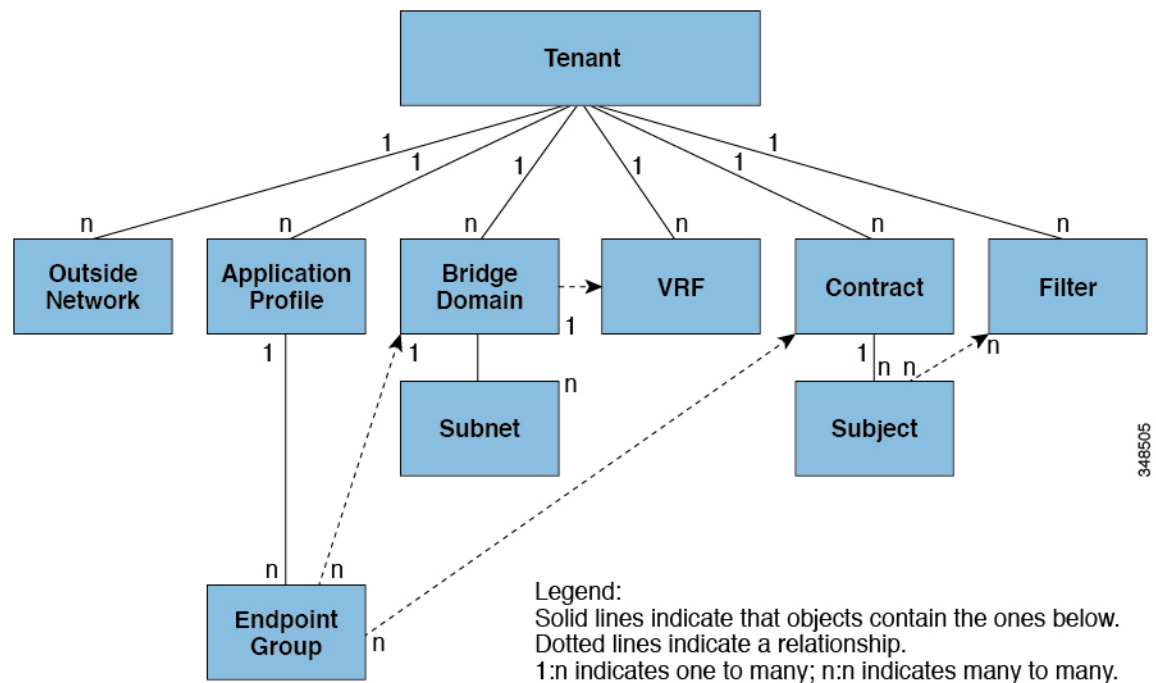 Tenant
1
1
1
1
1
1
n
n
n
n
n
n
Outside
Network
Application
Profile
Bridge
Domain
VRF
Contract
Filter
1
1
1
1
n
n
n
n
Subnet
Subject
348505
n
n
Endpoint
Group
n
Legend:
Solid lines indicate that objects contain the ones below.
Dotted lines indicate a relationship.
1:n indicates one to many; n:n indicates many to many.